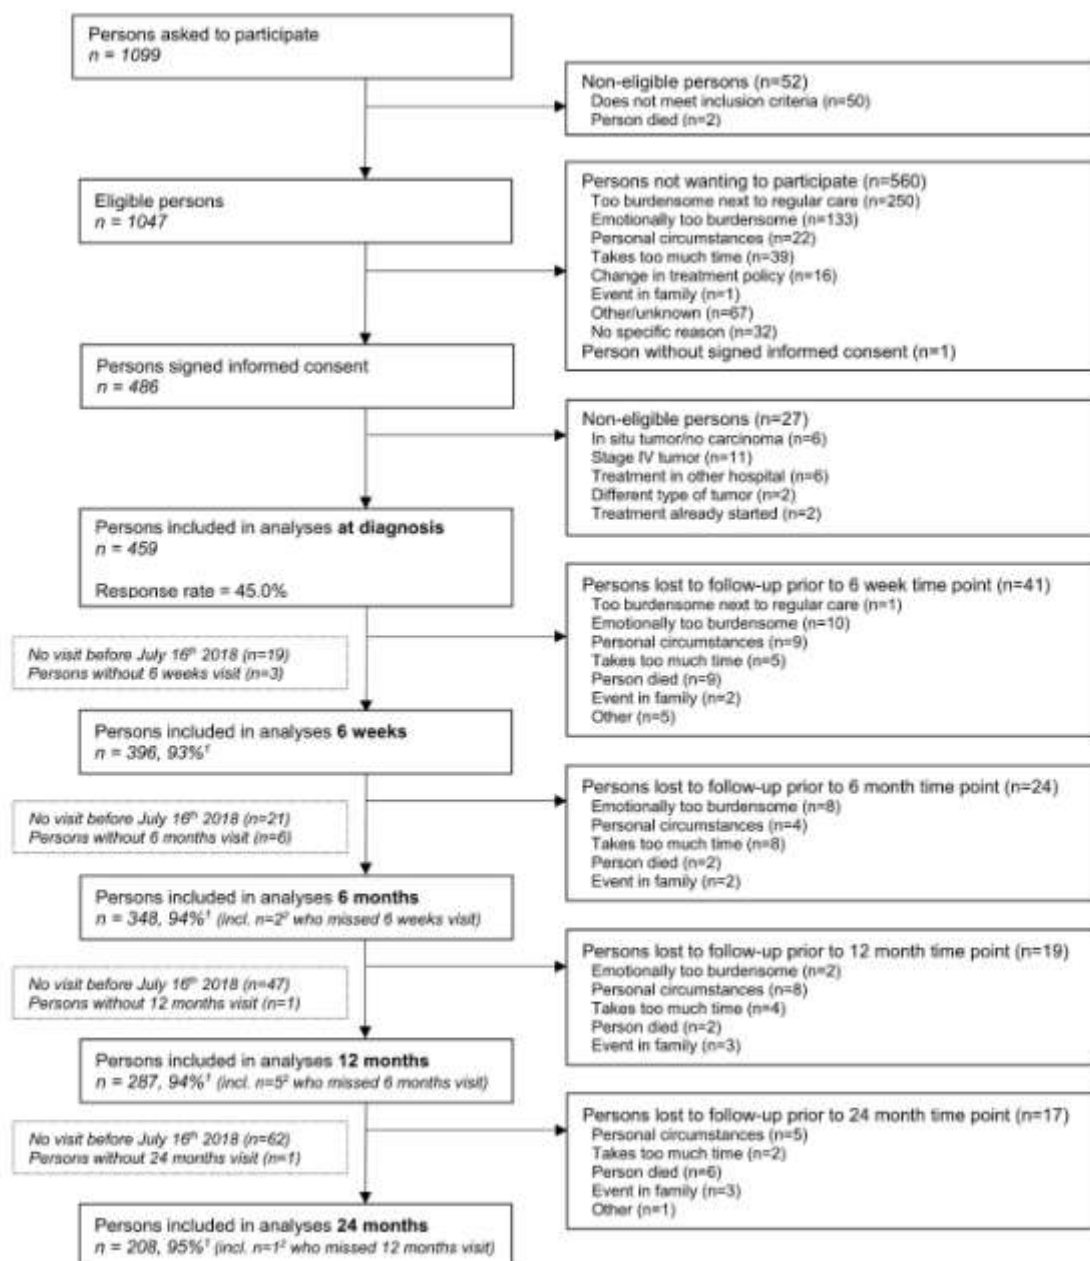 Persons asked to participate
n = 1099
Non-eligible persons (n=52)
Does not meet inclusion criteria (n=50)
Person died (n=2)
Eligible persons
n = 1047
Persons not wanting to participate (n=560)
Too burdensome next to regular care (n=250)
Emotionally too burdensome (n=133)
Personal circumstances (n=22)
Takes too much time (n=39)
Change in treatment policy (n=16)
Event in family (n=1)
Other/unknown (n=67)
No specific reason (n=32)
Person without signed informed consent (n=1)
Persons signed informed consent
n = 486
Non-eligible persons (n=27)
In situ tumor/no carcinoma (n=6)
Stage IV tumor (n=11)
Treatment in other hospital (n=6)
Different type of tumor (n=2)
Treatment already started (n=2)
Persons included in analyses at diagnosis
n = 459
Response rate = 45.0%
Persons lost to follow-up prior to 6 week time point (n=41)
Too burdensome next to regular care (n=1)
Emotionally too burdensome (n=10)
Personal circumstances (n=9)
Takes too much time (n=5)
Person died (n=9)
Event in family (n=2)
Other (n=5)
No visit before July 16th 2018 (n=19)
Persons without 6 weeks visit (n=3)
Persons included in analyses 6 weeks
n = 396, 93%¹
Persons lost to follow-up prior to 6 month time point (n=24)
Emotionally too burdensome (n=8)
Personal circumstances (n=4)
Takes too much time (n=8)
Person died (n=2)
Event in family (n=2)
No visit before July 16th 2018 (n=21)
Persons without 6 months visit (n=6)
Persons included in analyses 6 months
n = 348, 94%¹ (incl. n=2² who missed 6 weeks visit)
Persons lost to follow-up prior to 12 month time point (n=19)
Emotionally too burdensome (n=2)
Personal circumstances (n=8)
Takes too much time (n=4)
Person died (n=2)
Event in family (n=3)
No visit before July 16th 2018 (n=47)
Persons without 12 months visit (n=1)
Persons included in analyses 12 months
n = 287, 94%¹ (incl. n=5² who missed 6 months visit)
Persons lost to follow-up prior to 24 month time point (n=17)
Personal circumstances (n=5)
Takes too much time (n=2)
Person died (n=6)
Event in family (n=3)
Other (n=1)
No visit before July 16th 2018 (n=62)
Persons without 24 months visit (n=1)
Persons included in analyses 24 months
n = 208, 95%¹ (incl. n=1² who missed 12 months visit)